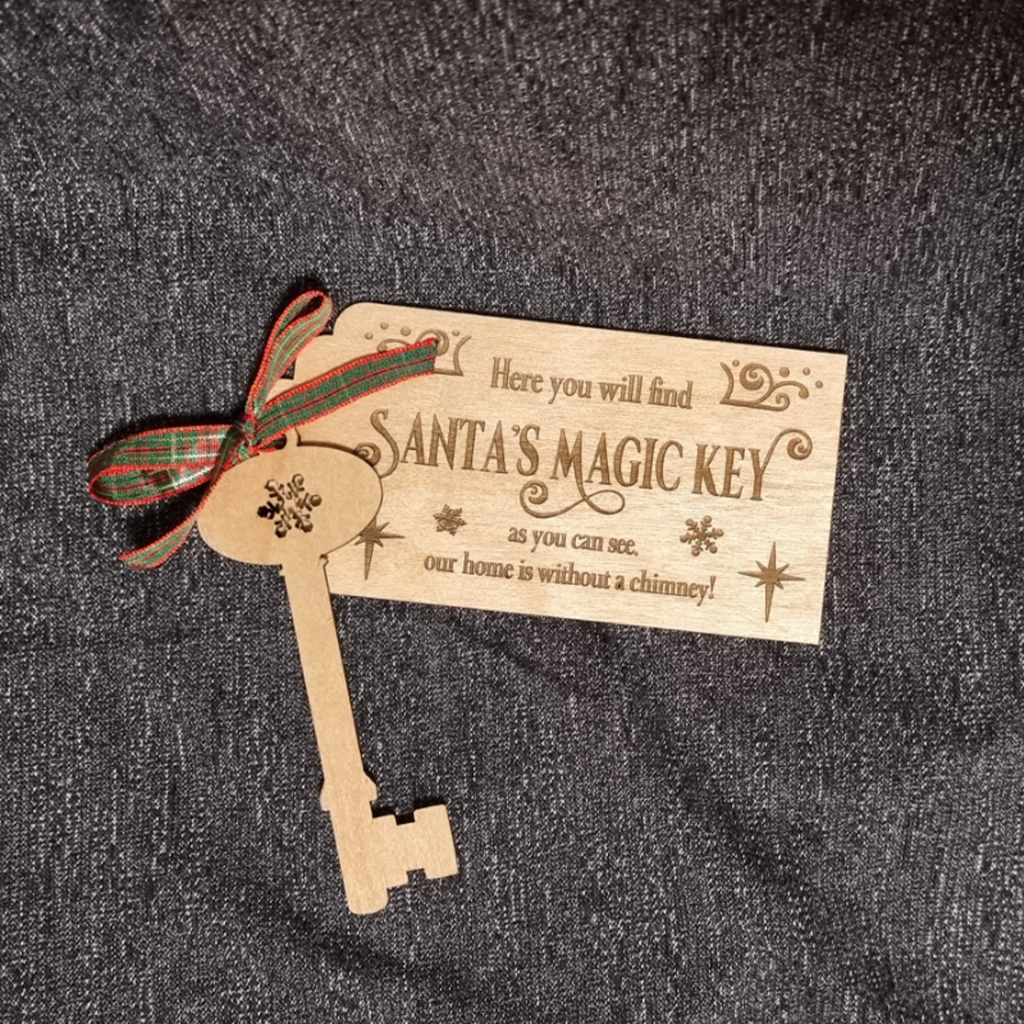 Here you will find
SANTA'S MAGIC KEY
as you can see,
our home is without a chimney!